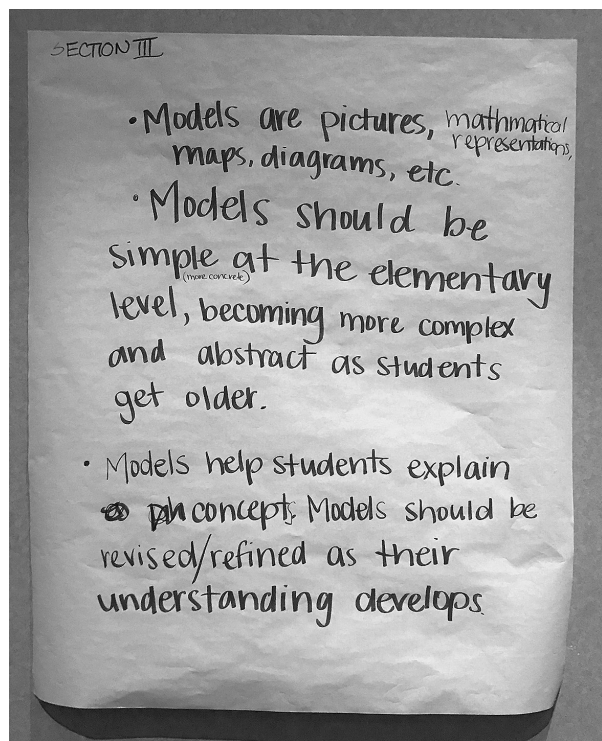 SECTION III
• Models are pictures, mathmatical
representations,
maps, diagrams, etc.
• Models should be
simple at the elementary
(more concrete)
level, becoming more complex
and abstract as students
get older.
• Models help students explain
concept. Models should be
revised/refined as their
understanding develops.